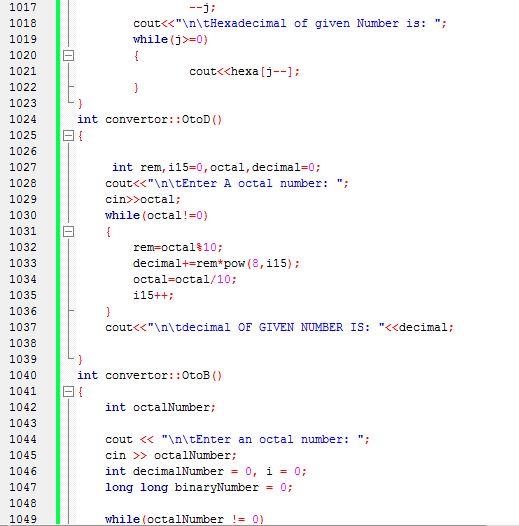 1017 --j;
1018 cout<<"\n\tHexadecimal of given Number is: ";
1019 while(j>=0)
1020 {
1021 cout<<hexa[j--];
1022 }
1023 }
1024 int convertor::OtoD()
1025 {
1026
1027 int rem,i15=0,octal,decimal=0;
1028 cout<<"\n\tEnter A octal number: ";
1029 cin>>octal;
1030 while(octal!=0)
1031 {
1032 rem=octal%10;
1033 decimal+=rem*pow(8,i15);
1034 octal=octal/10;
1035 i15++;
1036 }
1037 cout<<"\n\tdecimal OF GIVEN NUMBER IS: "<<decimal;
1038
1039 }
1040 int convertor::OtoB()
1041 {
1042 int octalNumber;
1043
1044 cout << "\n\tEnter an octal number: ";
1045 cin >> octalNumber;
1046 int decimalNumber = 0, i = 0;
1047 long long binaryNumber = 0;
1048
1049 while(octalNumber != 0)